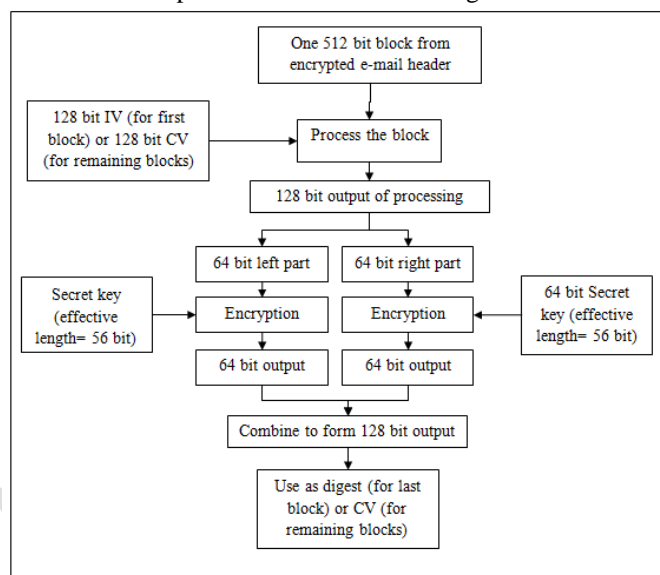 One 512 bit block from
encrypted e-mail header
128 bit IV (for first
block) or 128 bit CV
(for remaining blocks)
Process the block
128 bit output of processing
64 bit left part
64 bit right part
Secret key
(effective
length= 56 bit)
Encryption
Encryption
64 bit Secret
key (effective
length= 56 bit)
64 bit output
64 bit output
Combine to form 128 bit output
Use as digest (for last
block) or CV (for
remaining blocks)